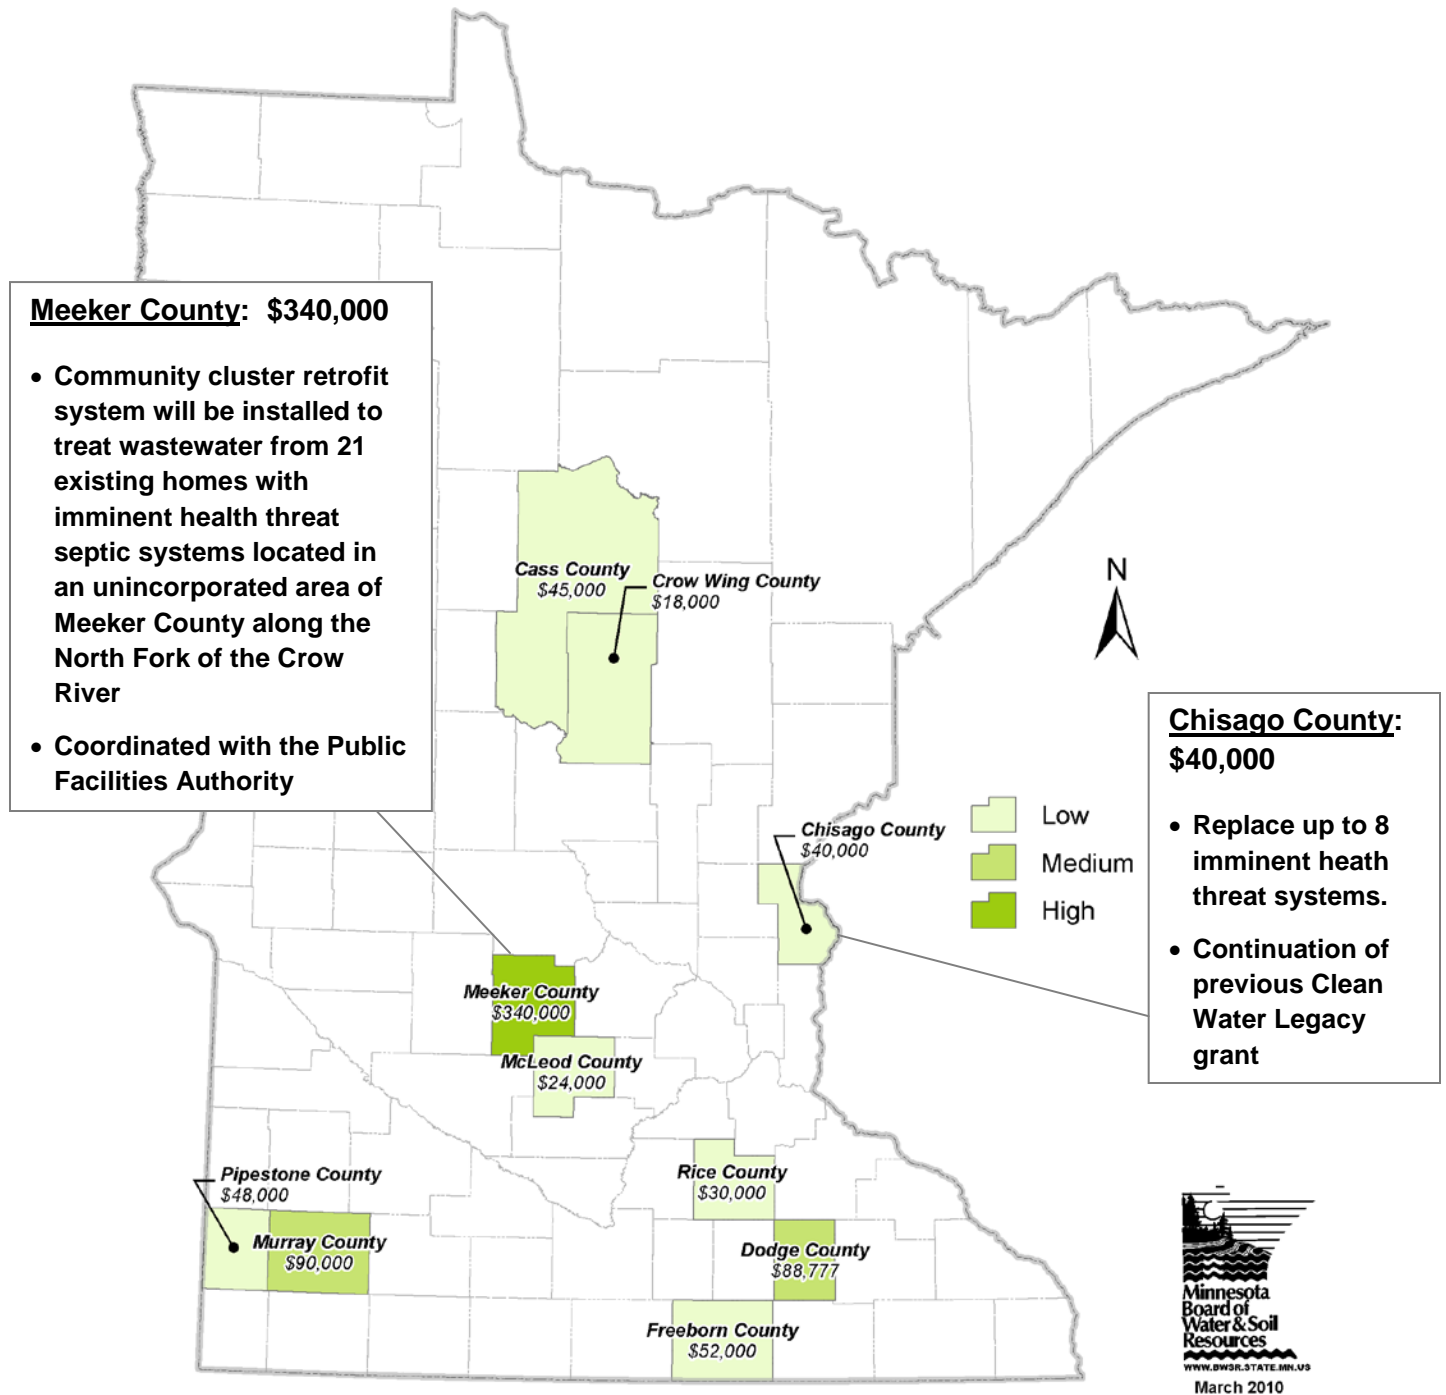 Meeker County: $340,000
• Community cluster retrofit
system will be installed to
treat wastewater from 21
existing homes with
imminent health threat
septic systems located in
an unincorporated area of
Meeker County along the
North Fork of the Crow
River
• Coordinated with the Public
Facilities Authority
Cass County
$45,000
Crow Wing County
$18,000
N
Chisago County:
$40,000
• Replace up to 8
imminent heath
threat systems.
• Continuation of
previous Clean
Water Legacy
grant
Low
Medium
High
Chisago County
$40,000
Meeker County
$340,000
McLeod County
$24,000
Pipestone County
$48,000
Murray County
$90,000
Rice County
$30,000
Dodge County
$88,777
Freeborn County
$52,000
Minnesota
Board of
Water & Soil
Resources
WWW.BWSR.STATE.MN.US
March 2010